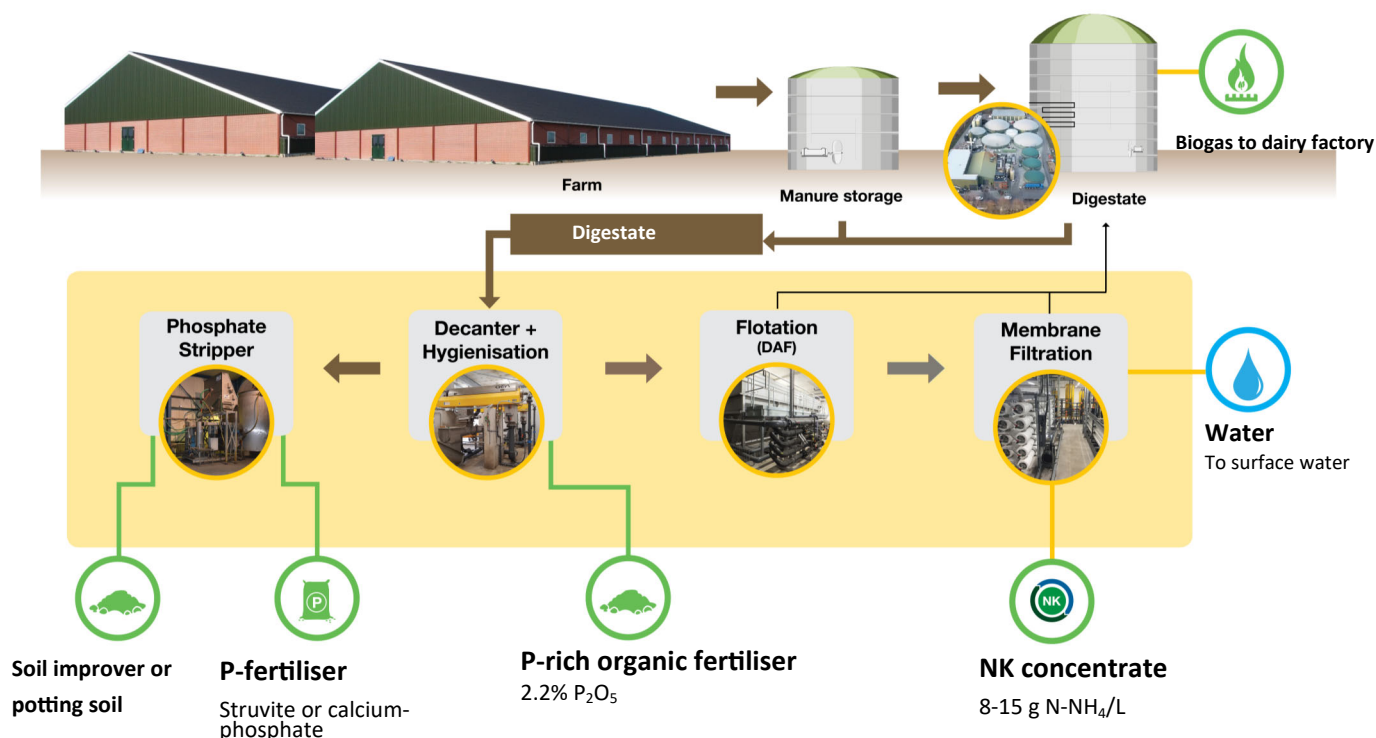 Farm
Manure storage
Digestate
Biogas to dairy factory
Digestate
Phosphate
Stripper
Decanter +
Hygienisation
Flotation
(DAF)
Membrane
Filtration
Water
To surface water
P
NK
Soil improver or
potting soil
P-fertiliser
Struvite or calcium-
phosphate
P-rich organic fertiliser
2.2% P₂O₅
NK concentrate
8-15 g N-NH₄/L